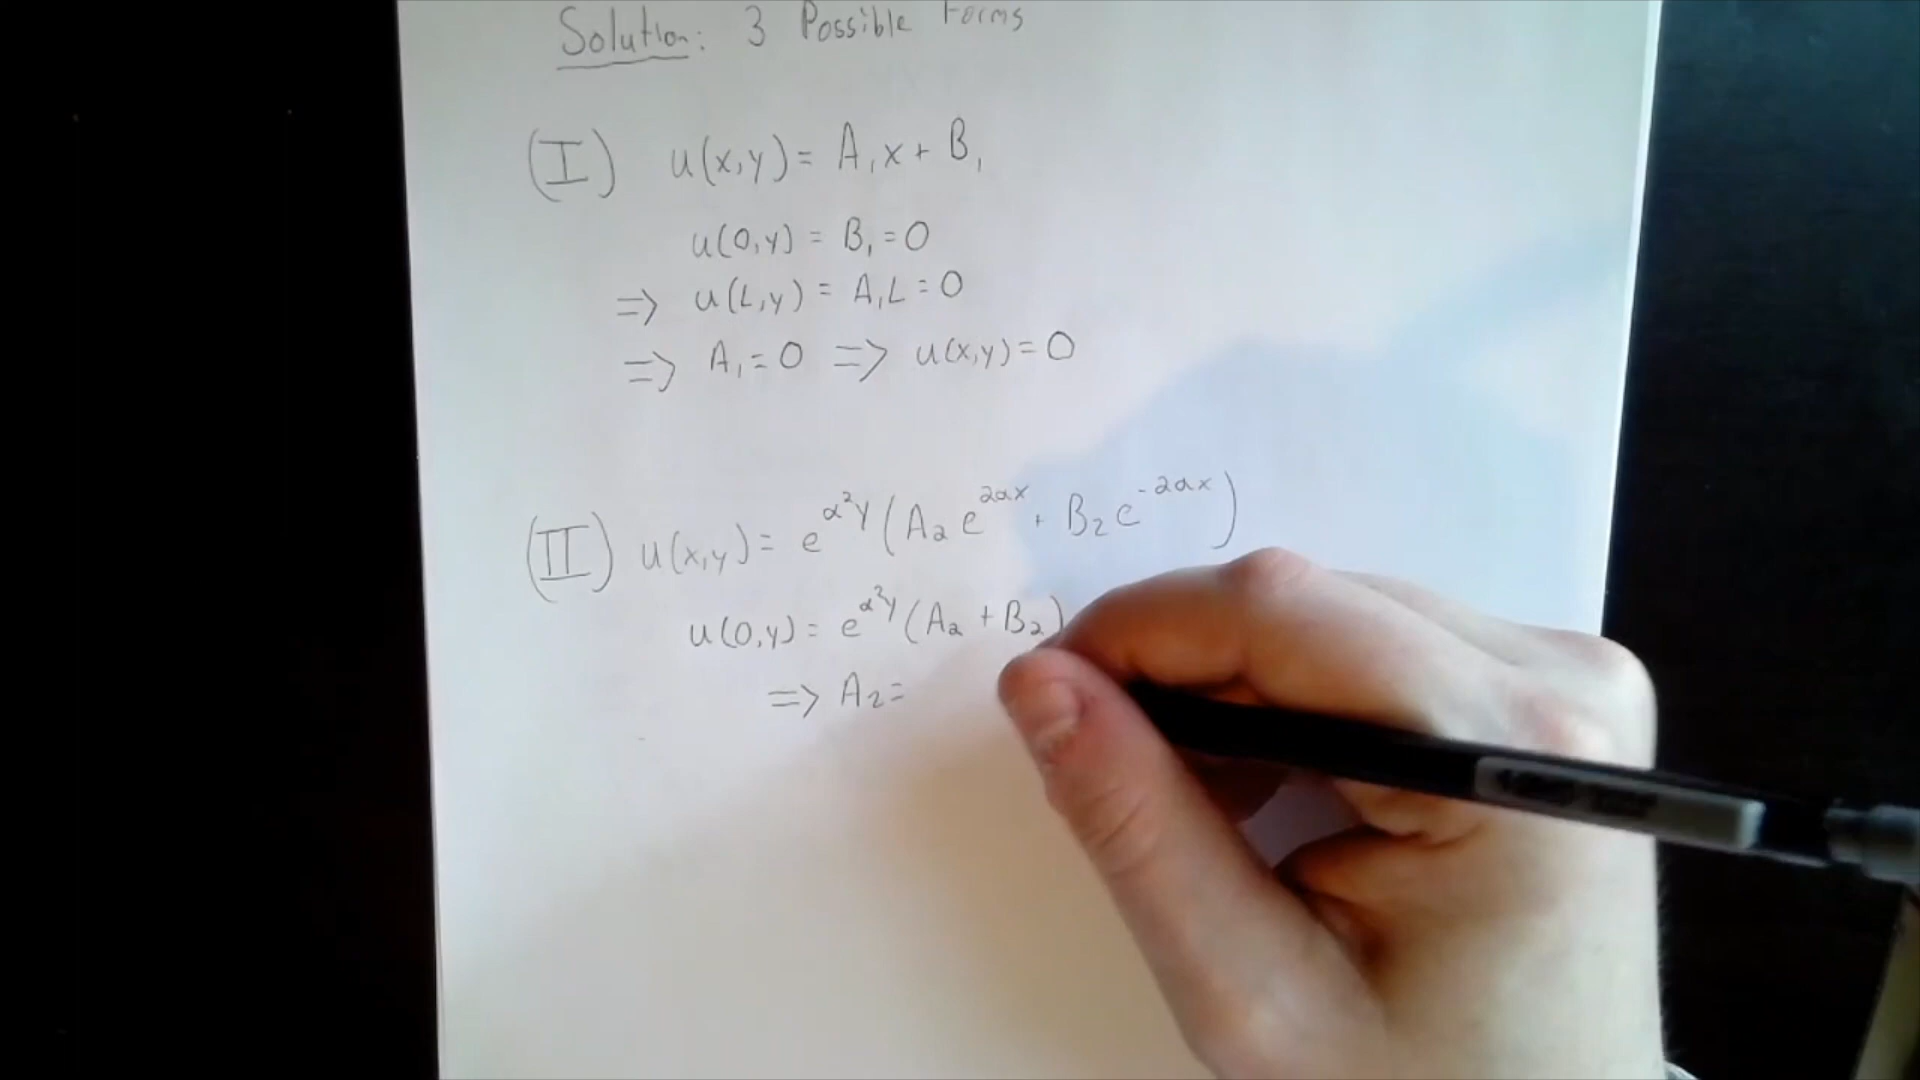 Solution: 3 Possible Forms
(I) u(x,y) = A₁x + B₁
u(0,y) = B₁ = 0
=> u(L,y) = A₁L = 0
=> A₁ = 0 => u(x,y) = 0
(II) u(x,y) = e^{α²y}(A₂e^{2αx} + B₂e^{-2αx})
u(0,y) = e^{α²y}(A₂ + B₂)
=> A₂ =